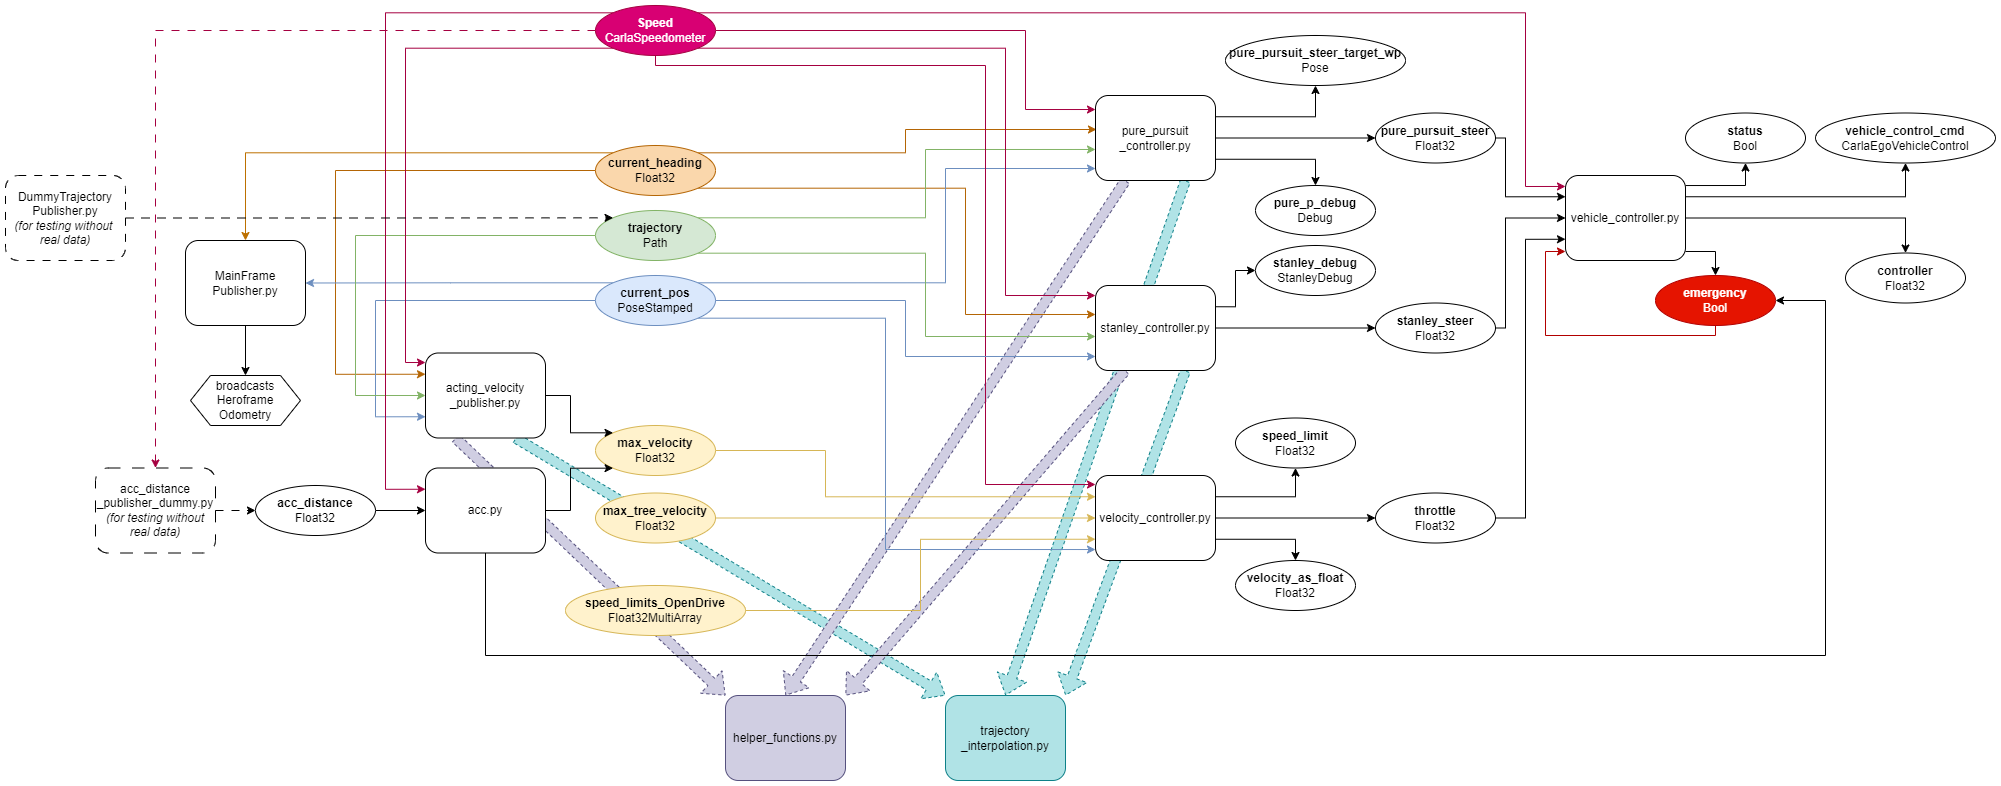 Speed
CarlaSpeedometer
pure_pursuit_steer_target_wp
Pose
pure_pursuit
_controller.py
pure_pursuit_steer
Float32
status
Bool
vehicle_control_cmd
CarlaEgoVehicleControl
current_heading
Float32
DummyTrajectory
Publisher.py
(for testing without
real data)
trajectory
Path
pure_p_debug
Debug
vehicle_controller.py
MainFrame
Publisher.py
current_pos
PoseStamped
stanley_debug
StanleyDebug
controller
Float32
emergency
Bool
stanley_controller.py
stanley_steer
Float32
broadcasts
Heroframe
Odometry
acting_velocity
_publisher.py
max_velocity
Float32
speed_limit
Float32
acc_distance
_publisher_dummy.py
(for testing without
real data)
acc_distance
Float32
acc.py
max_tree_velocity
Float32
velocity_controller.py
throttle
Float32
speed_limits_OpenDrive
Float32MultiArray
velocity_as_float
Float32
helper_functions.py
trajectory
_interpolation.py